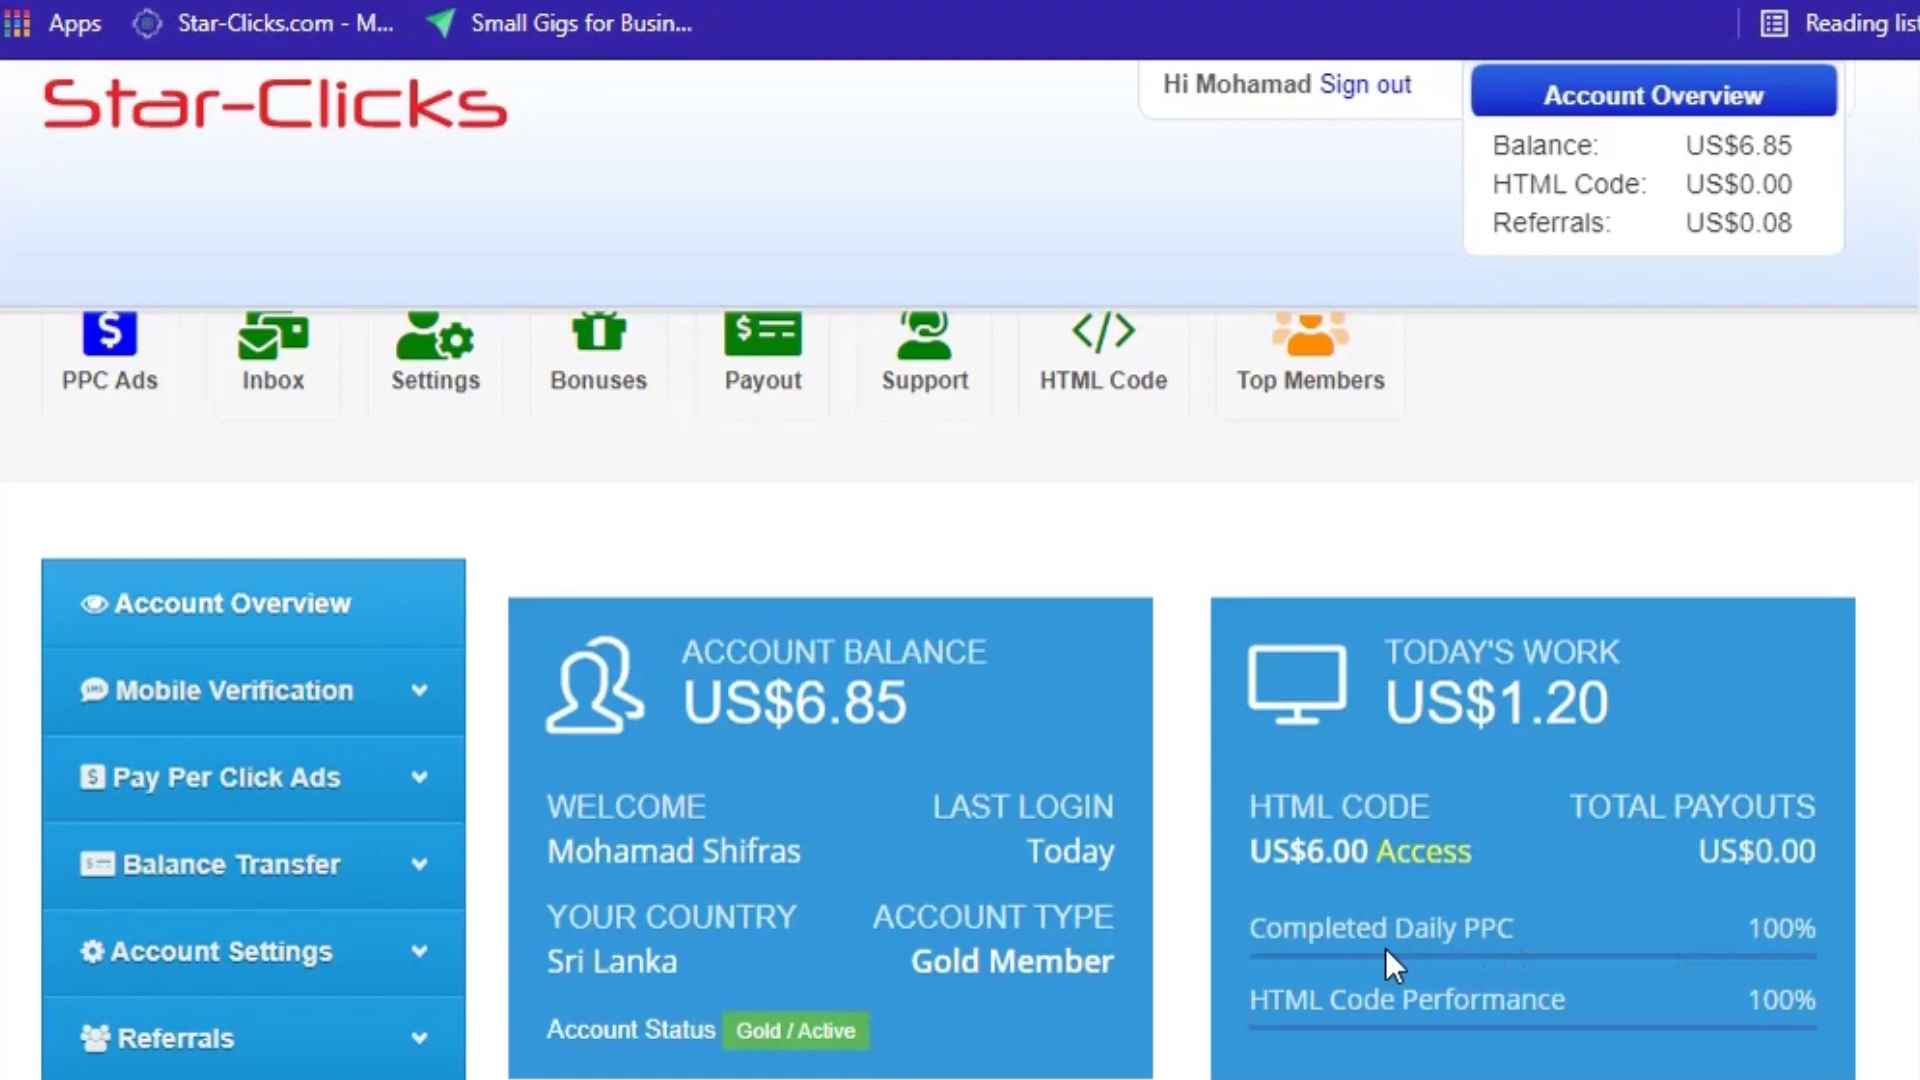 Apps
Star-Clicks.com - M...
Small Gigs for Busin...
Reading list
Star-Clicks
Hi Mohamad Sign out
Account Overview
Balance: US$6.85
HTML Code: US$0.00
Referrals: US$0.08
PPC Ads
Inbox
Settings
Bonuses
Payout
Support
HTML Code
Top Members
Account Overview
Mobile Verification
Pay Per Click Ads
Balance Transfer
Account Settings
Referrals
ACCOUNT BALANCE
US$6.85
WELCOME LAST LOGIN
Mohamad Shifras Today
YOUR COUNTRY ACCOUNT TYPE
Sri Lanka Gold Member
Account Status Gold / Active
TODAY'S WORK
US$1.20
HTML CODE TOTAL PAYOUTS
US$6.00 Access US$0.00
Completed Daily PPC 100%
HTML Code Performance 100%